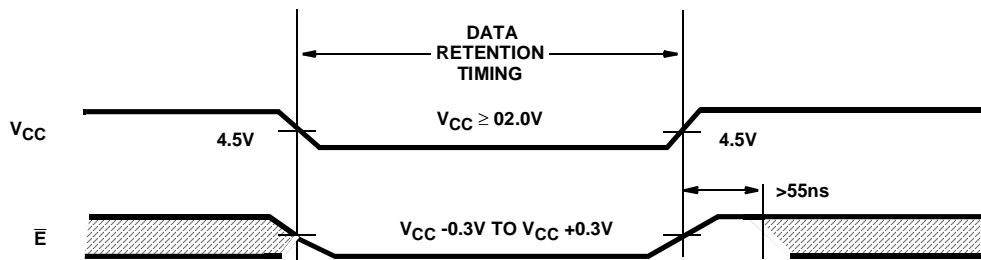 DATA
RETENTION
TIMING
VCC
4.5V
VCC ≥ 02.0V
4.5V
>55ns
E̅
VCC -0.3V TO VCC +0.3V